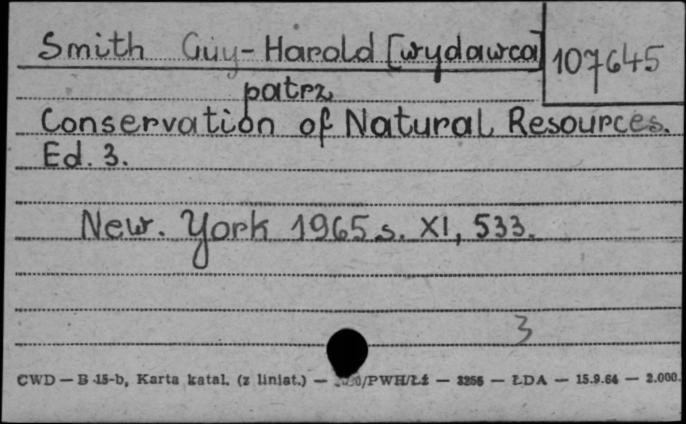 Smith Guy-Harold [wydawca]
107645
patrz
Conservation of Natural Resources.
Ed. 3.
New. York 1965 s. XI, 533.
3
CWD — B 15-b, Karta katal. (z liniat.) — /PWH/Łź — 3256 — ŁDA — 15.9.64 — 2.000.